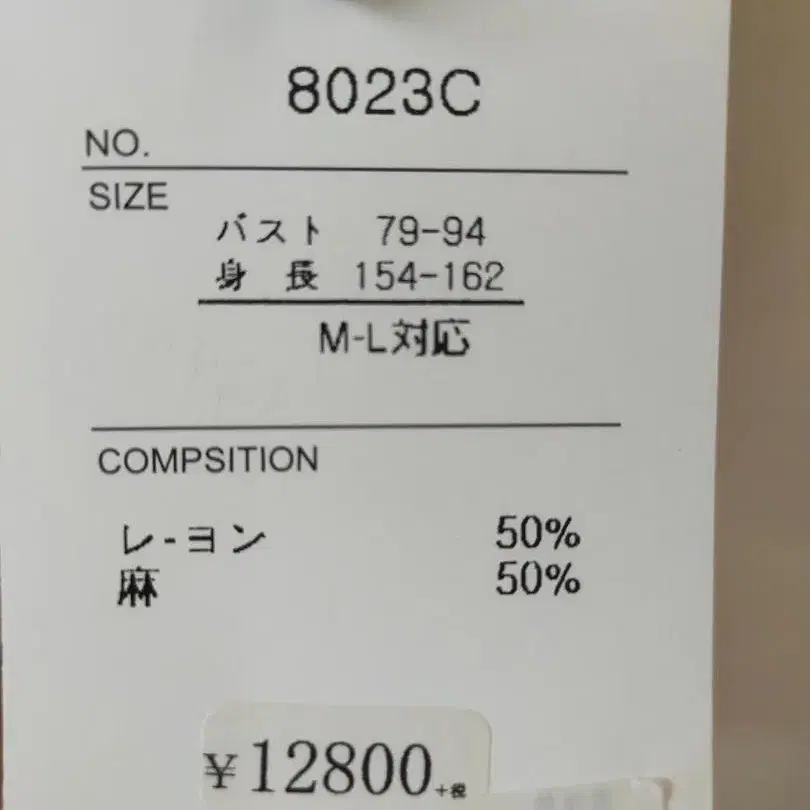 8023C
NO.
SIZE
バスト 79-94
身 長 154-162
M-L対応
COMPSITION
レ-ヨン 50%
麻 50%
¥12800+税